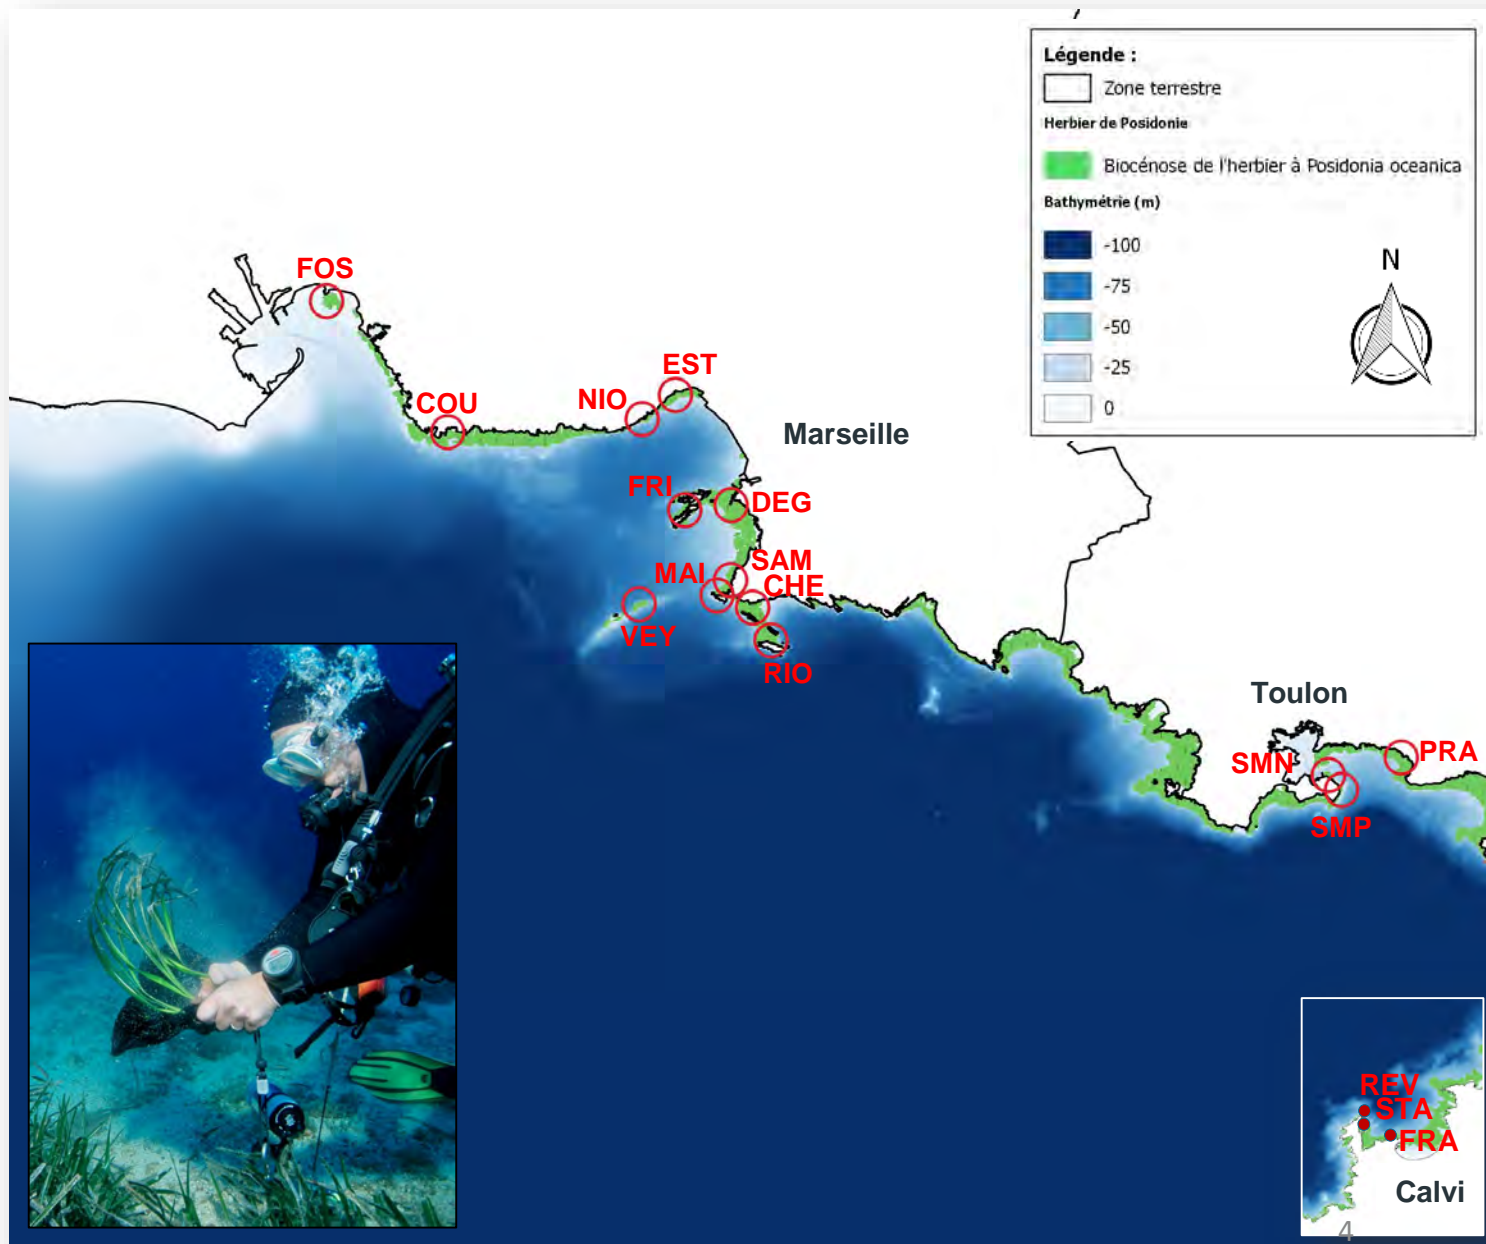 Légende :
Zone terrestre
Herbier de Posidonie
Biocénose de l'herbier à Posidonia oceanica
Bathymétrie (m)
-100
-75
-50
-25
0
N
FOS
EST
NIO
COU
Marseille
FRI
DEG
SAM
MAI
CHE
VEY
RIO
Toulon
SMN
PRA
SMP
REV
STA
FRA
Calvi
4